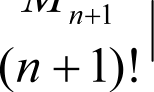 M_{n+1}
(n + 1)! |